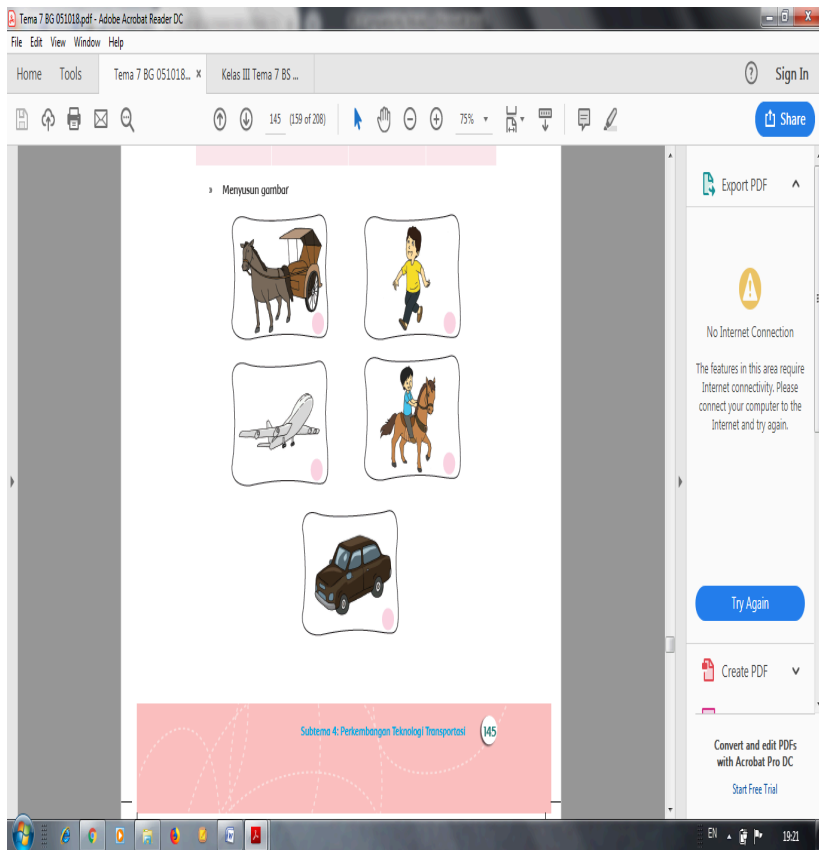 Tema 7 BG 051018.pdf - Adobe Acrobat Reader DC
File Edit View Window Help
Home Tools Tema 7 BG 051018... × Kelas III Tema 7 BS ...
Sign In
145 (159 of 208) 75% Share
» Menyusun gambar
Subtema 4: Perkembangan Teknologi Transportasi 145
Export PDF
No Internet Connection
The features in this area require
Internet connectivity. Please
connect your computer to the
Internet and try again.
Try Again
Create PDF
Convert and edit PDFs
with Acrobat Pro DC
Start Free Trial
EN 19:21